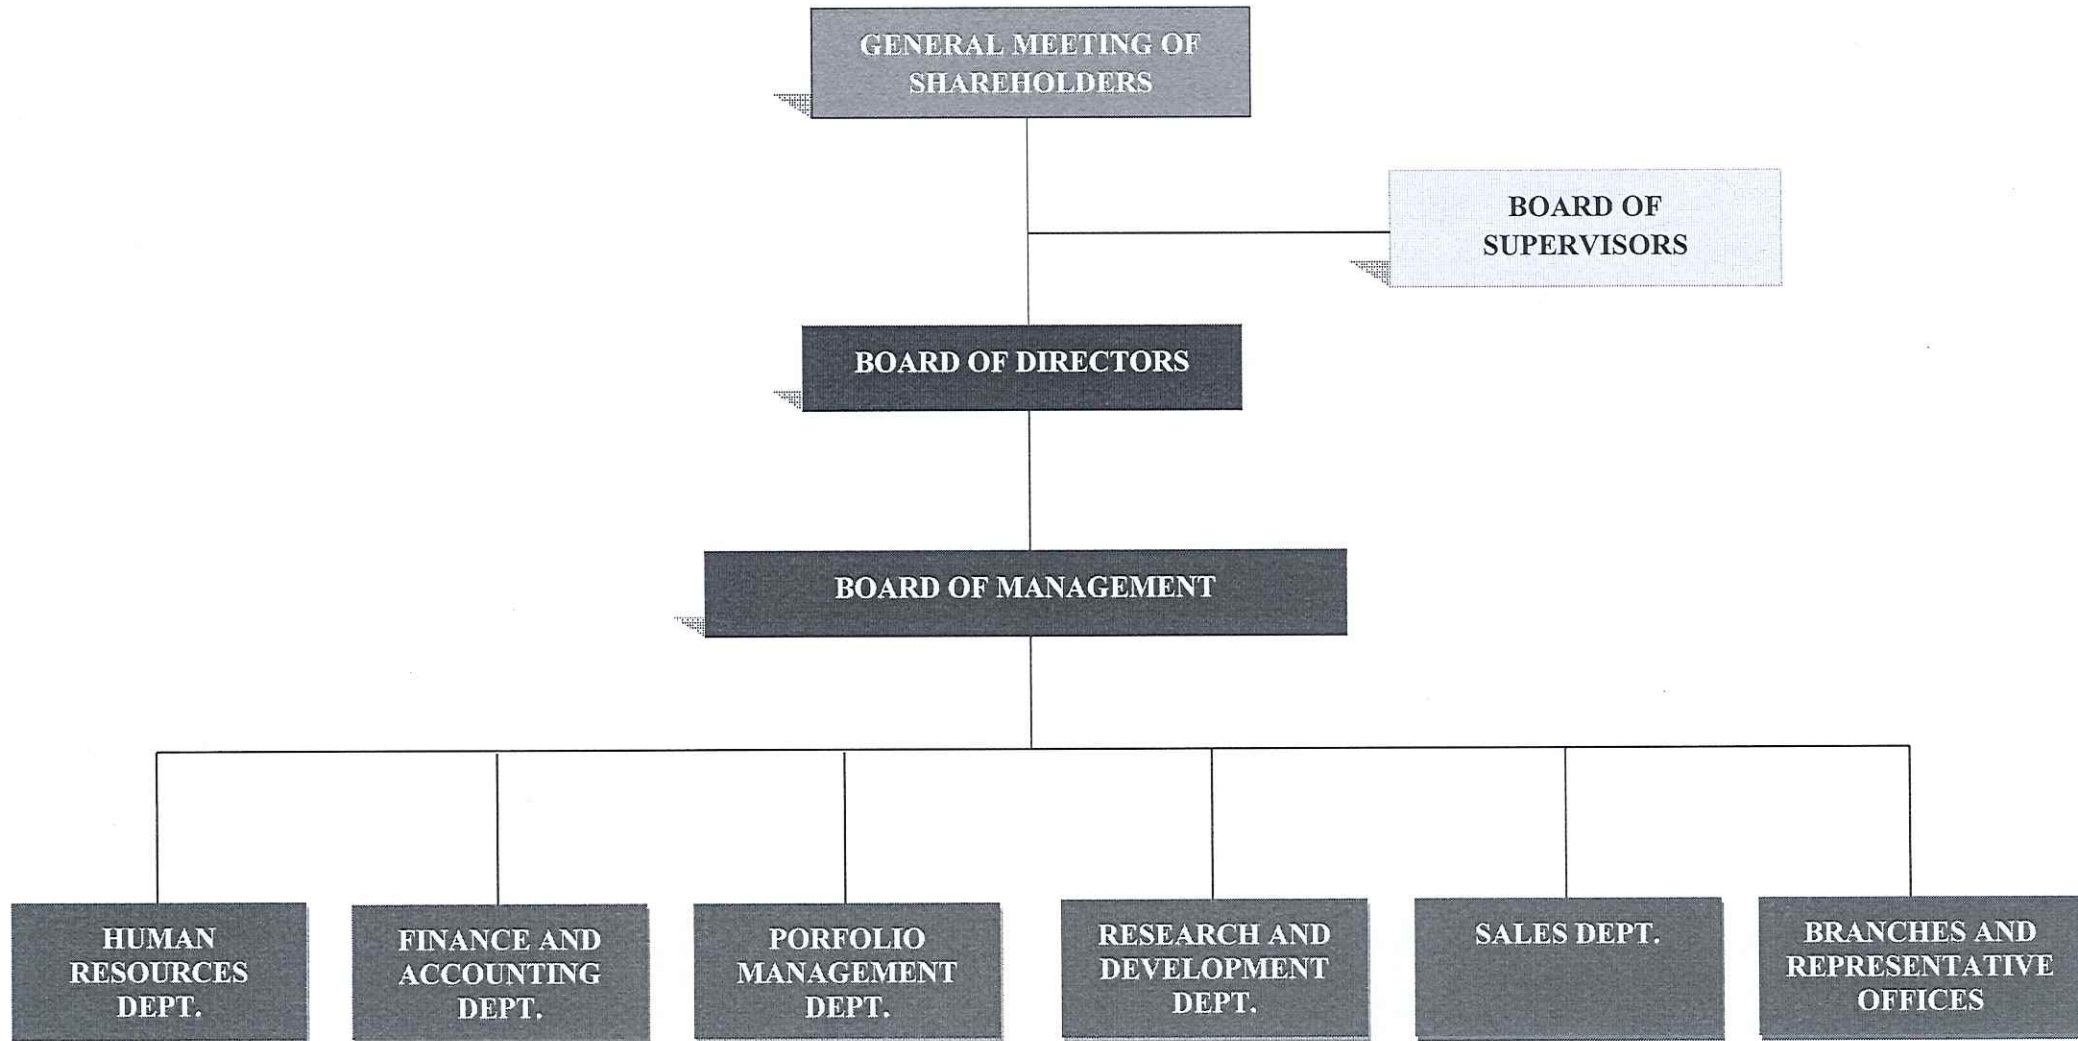 GENERAL MEETING OF
SHAREHOLDERS
BOARD OF
SUPERVISORS
BOARD OF DIRECTORS
BOARD OF MANAGEMENT
HUMAN
RESOURCES
DEPT.
FINANCE AND
ACCOUNTING
DEPT.
PORFOLIO
MANAGEMENT
DEPT.
RESEARCH AND
DEVELOPMENT
DEPT.
SALES DEPT.
BRANCHES AND
REPRESENTATIVE
OFFICES